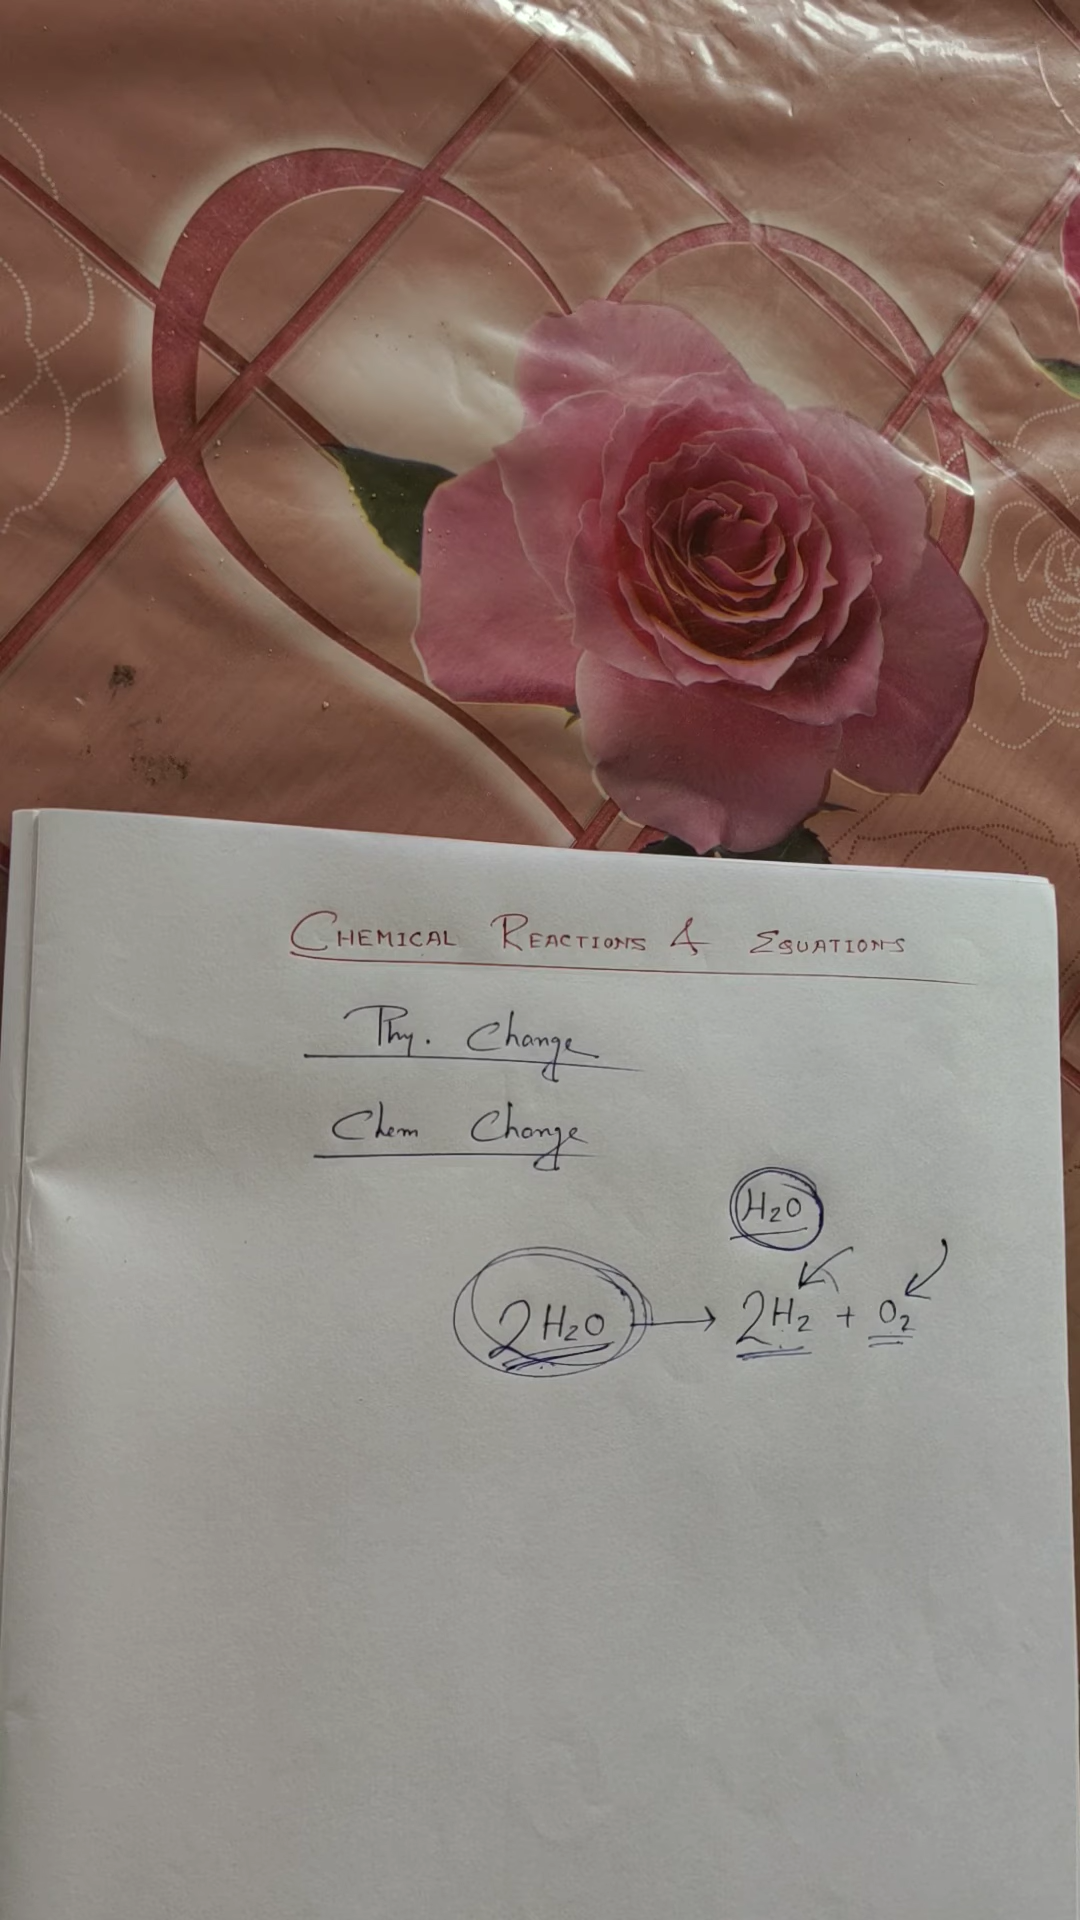 CHEMICAL REACTIONS & EQUATIONS
Phy. Change
Chem Change
H₂O
2H₂O → 2H₂ + O₂